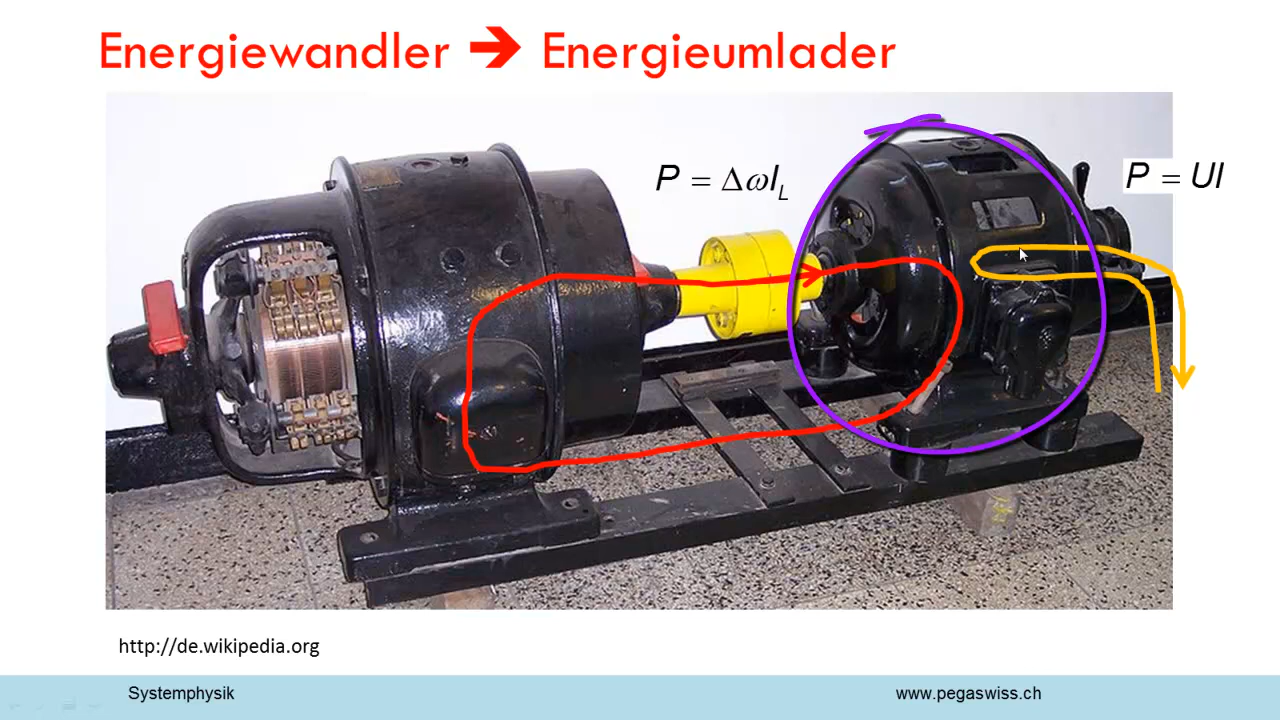 Energiewandler ➔ Energieumlader
P = ΔωI_L
P = UI
http://de.wikipedia.org
Systemphysik
www.pegaswiss.ch